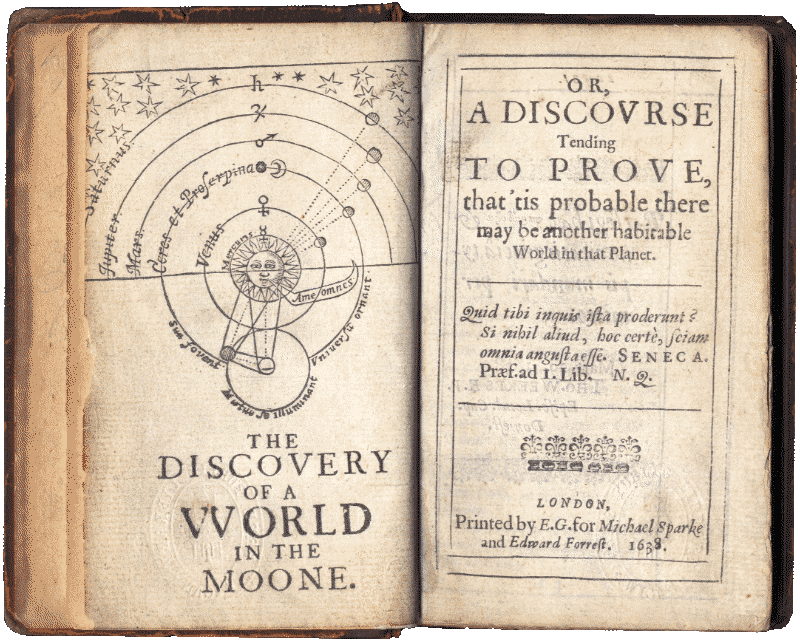 ♄
♃
♂
Saturnus.
Jupiter
Mars.
Ceres et Proserpina
☾
♀
Venus
☿
Mercury
Ame omnes
Sua fovent
Mutuo se illuminant
Vniversū ornant.
THE
DISCOVERY
OF A
VVORLD
IN THE
MOONE.
OR,
A DISCOVRSE
Tending
TO PROVE,
that 'tis probable there
may be another habitable
World in that Planet.
Quid tibi inquis iſta proderunt?
Si nihil aliud, hoc certè, ſciam
omnia anguſta eſſe. SENECA.
Præf. ad 1. Lib. N. Q.
LONDON,
Printed by E.G. for Michael Sparke
and Edward Forreſt. 1638.